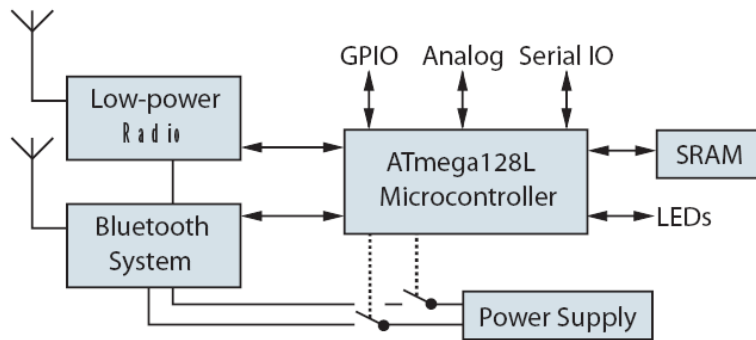 GPIO Analog Serial IO
Low-power
Radio
ATmega128L
Microcontroller
SRAM
Bluetooth
System
LEDs
Power Supply